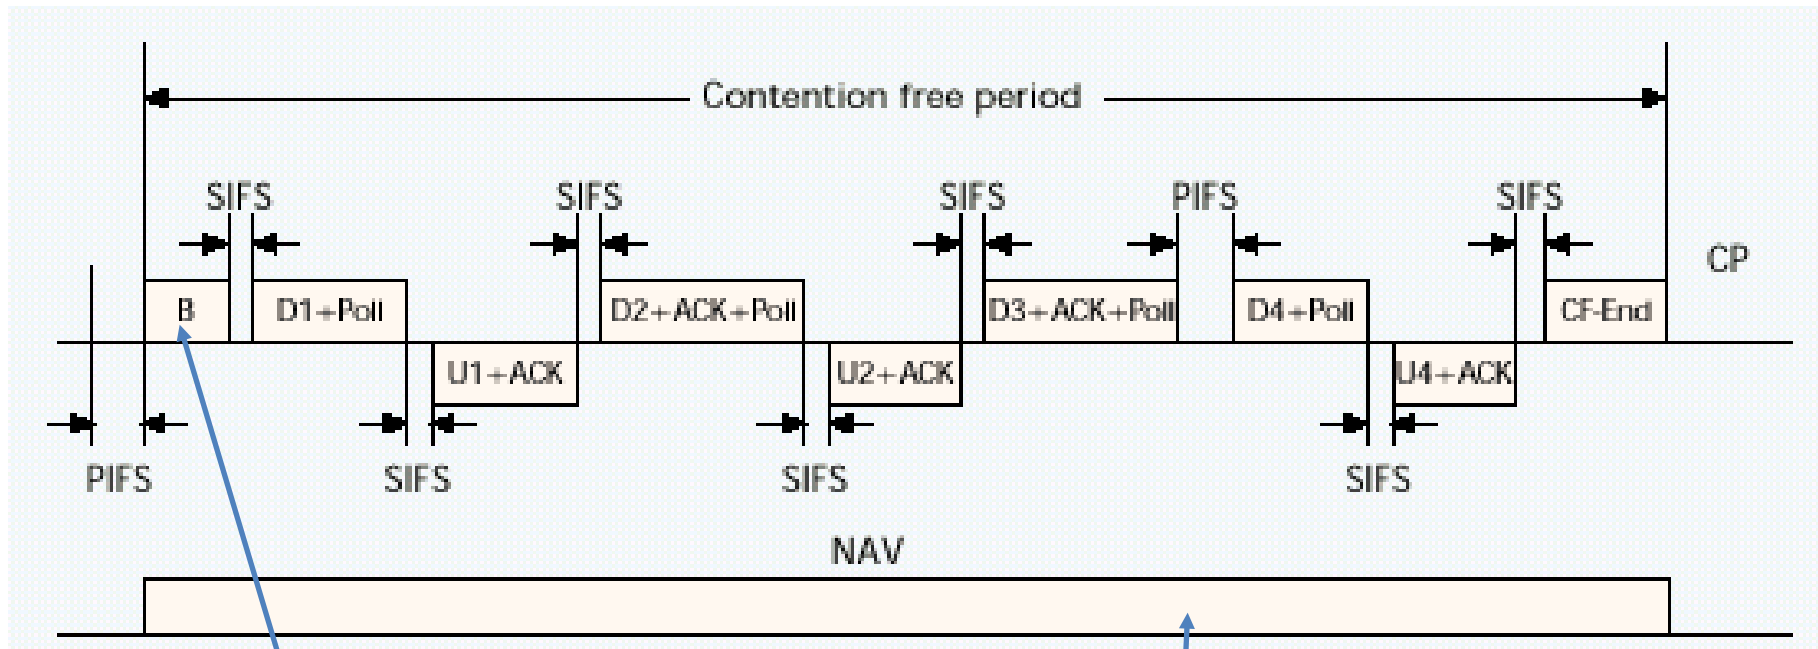 Contention free period
SIFS SIFS SIFS PIFS SIFS
CP
B D1+Poll D2+ACK+Poll D3+ACK+Poll D4+Poll CF-End
U1+ACK U2+ACK U4+ACK
PIFS SIFS SIFS SIFS
NAV